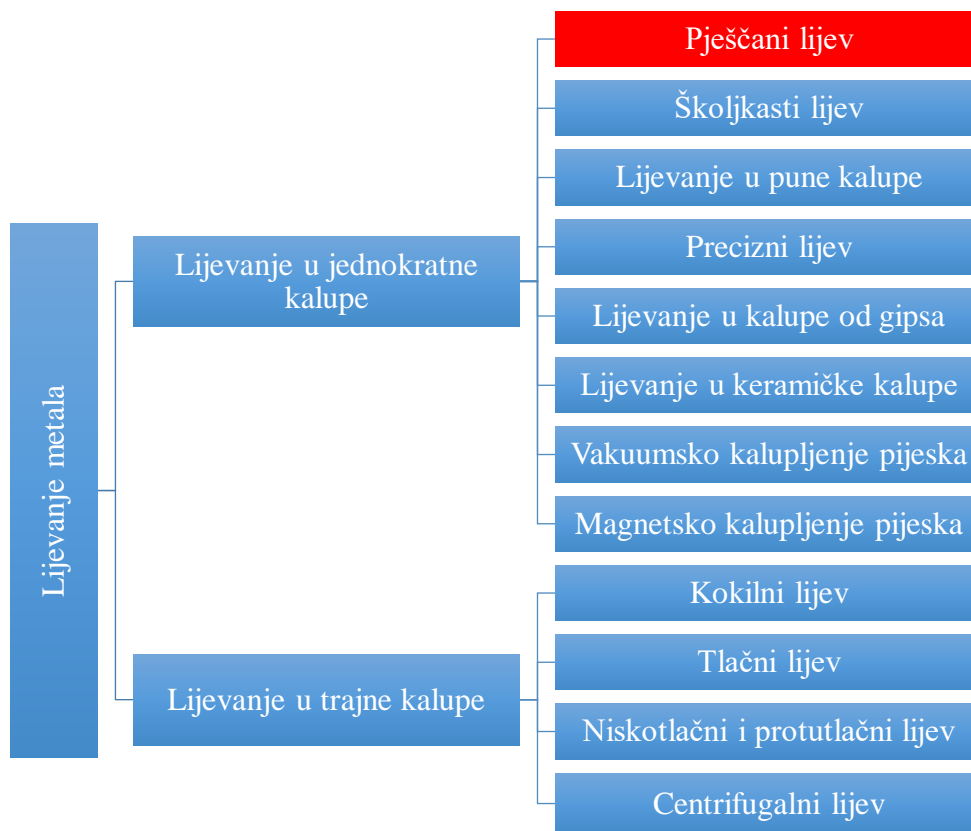 Lijevanje metala
Lijevanje u jednokratne
kalupe
Pješčani lijev
Školjkasti lijev
Lijevanje u pune kalupe
Precizni lijev
Lijevanje u kalupe od gipsa
Lijevanje u keramičke kalupe
Vakuumsko kalupljenje pijeska
Magnetsko kalupljenje pijeska
Lijevanje u trajne kalupe
Kokilni lijev
Tlačni lijev
Niskotlačni i protutlačni lijev
Centrifugalni lijev